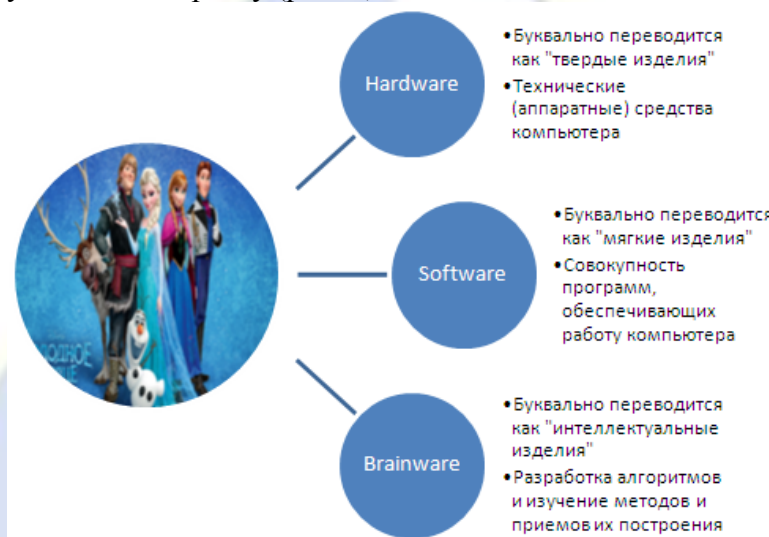 Hardware
•Буквально переводится
как "твердые изделия"
•Технические
(аппаратные) средства
компьютера
Software
•Буквально переводится
как "мягкие изделия"
•Совокупность
программ,
обеспечивающих
работу компьютера
Brainware
•Буквально переводится
как "интеллектуальные
изделия"
•Разработка алгоритмов
и изучение методов и
приемов их построения